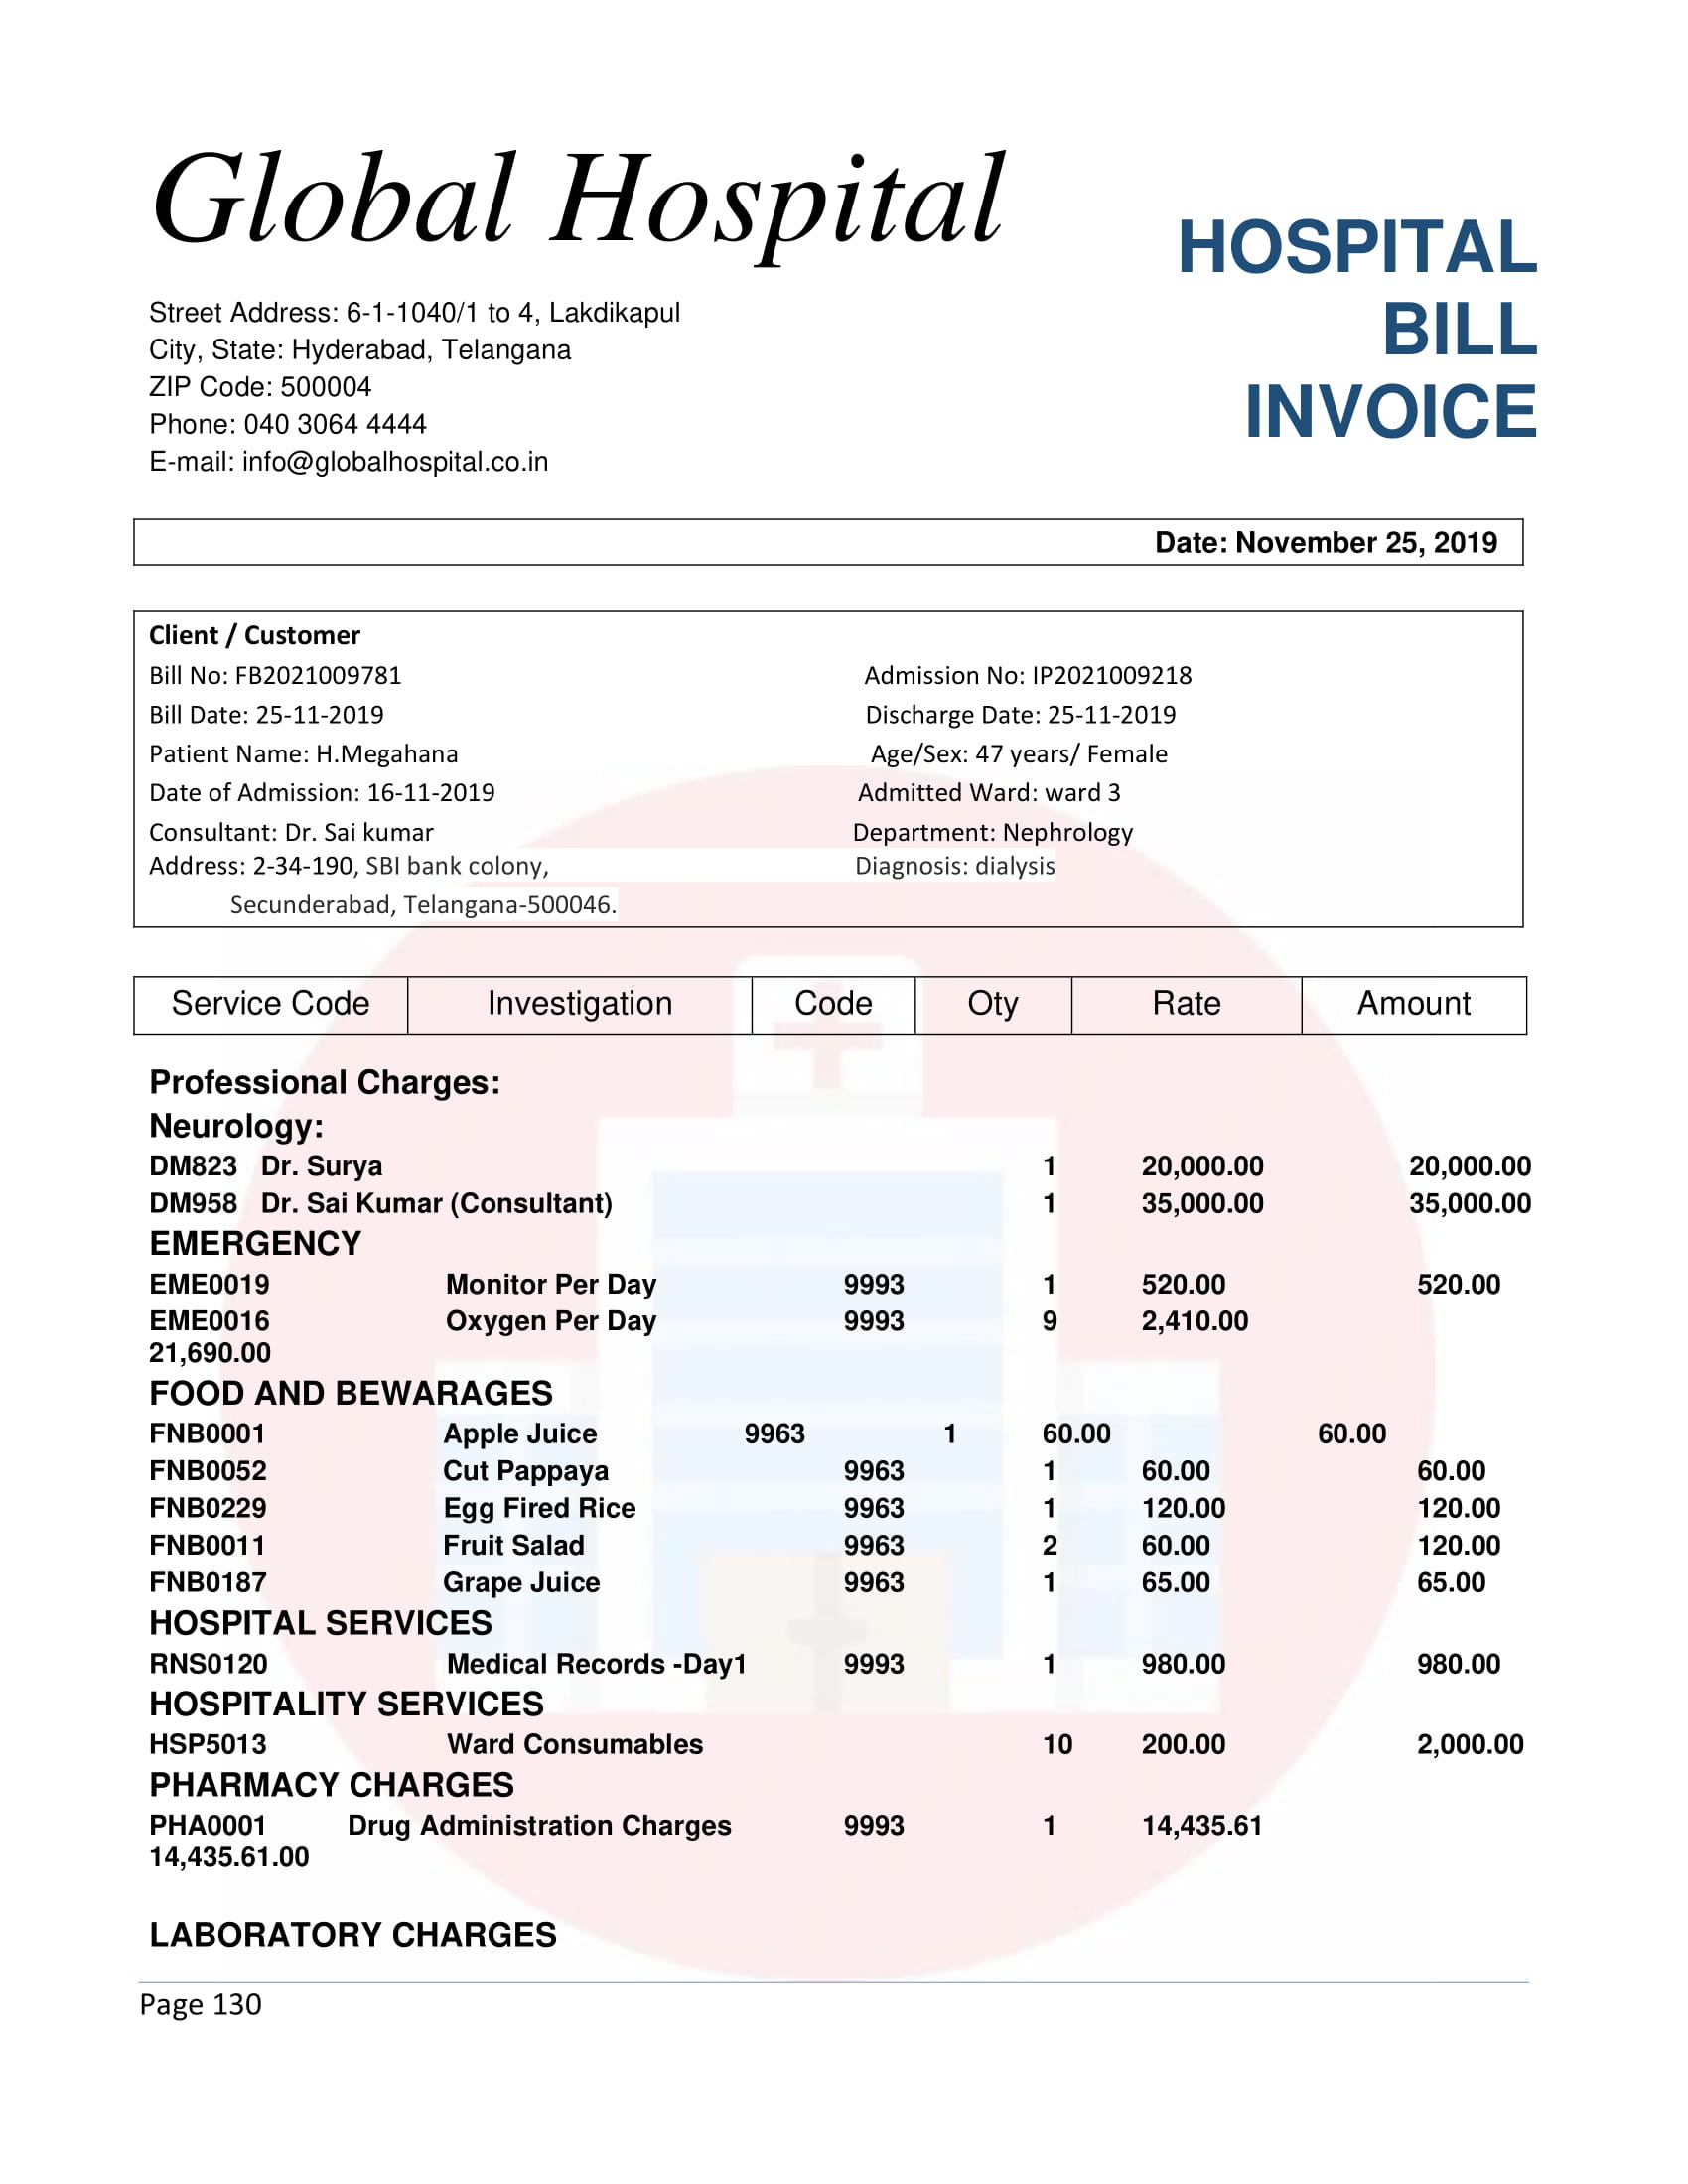 Global Hospital
HOSPITAL
BILL
INVOICE
Street Address: 6-1-1040/1 to 4, Lakdikapul
City, State: Hyderabad, Telangana
ZIP Code: 500004
Phone: 040 3064 4444
E-mail: info@globalhospital.co.in
Date: November 25, 2019
Client / Customer
Bill No: FB2021009781 Admission No: IP2021009218
Bill Date: 25-11-2019 Discharge Date: 25-11-2019
Patient Name: H.Megahana Age/Sex: 47 years/ Female
Date of Admission: 16-11-2019 Admitted Ward: ward 3
Consultant: Dr. Sai kumar Department: Nephrology
Address: 2-34-190, SBI bank colony, Diagnosis: dialysis
Secunderabad, Telangana-500046.
Service Code Investigation Code Oty Rate Amount
Professional Charges:
Neurology:
DM823 Dr. Surya 1 20,000.00 20,000.00
DM958 Dr. Sai Kumar (Consultant) 1 35,000.00 35,000.00
EMERGENCY
EME0019 Monitor Per Day 9993 1 520.00 520.00
EME0016 Oxygen Per Day 9993 9 2,410.00
21,690.00
FOOD AND BEWARAGES
FNB0001 Apple Juice 9963 1 60.00 60.00
FNB0052 Cut Pappaya 9963 1 60.00 60.00
FNB0229 Egg Fired Rice 9963 1 120.00 120.00
FNB0011 Fruit Salad 9963 2 60.00 120.00
FNB0187 Grape Juice 9963 1 65.00 65.00
HOSPITAL SERVICES
RNS0120 Medical Records -Day1 9993 1 980.00 980.00
HOSPITALITY SERVICES
HSP5013 Ward Consumables 10 200.00 2,000.00
PHARMACY CHARGES
PHA0001 Drug Administration Charges 9993 1 14,435.61
14,435.61.00
LABORATORY CHARGES
Page 130